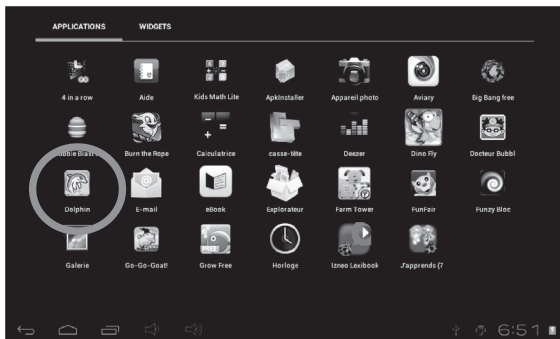 APPLICATIONS WIDGETS
4 in a row Aide Kids Math Lite ApkInstaller Appareil photo Aviary Big Bang free
Burn the Rope Calculatrice casse-tête Deezer Dino Fly Docteur Bubbl
Dolphin E-mail eBook Explorateur Farm Tower FunFair Funzy Bloc
FREE
Galerie Go-Go-Goat! Grow Free Horloge Izneo Lexibook J'apprends (7
6:51